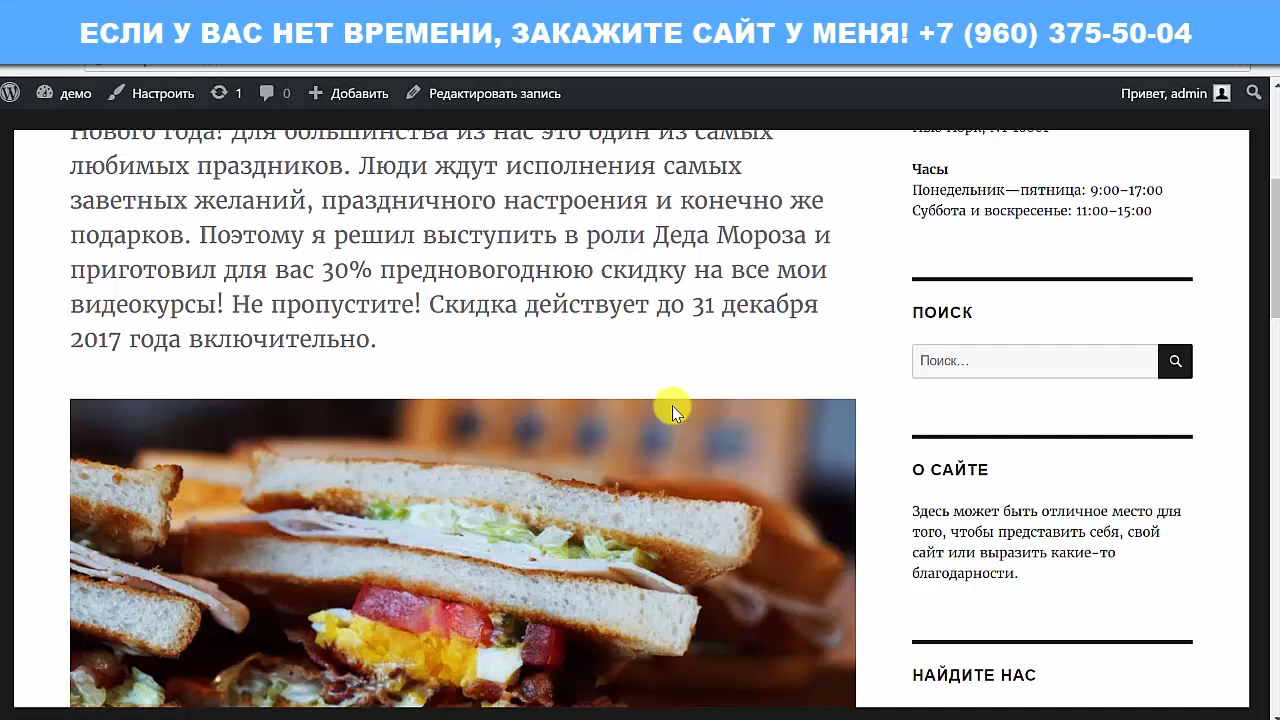 ЕСЛИ У ВАС НЕТ ВРЕМЕНИ, ЗАКАЖИТЕ САЙТ У МЕНЯ! +7 (960) 375-50-04
демо Настроить 1 0 Добавить Редактировать запись Привет, admin
Нового года! Для большинства из нас это один из самых
любимых праздников. Люди ждут исполнения самых
заветных желаний, праздничного настроения и конечно же
подарков. Поэтому я решил выступить в роли Деда Мороза и
приготовил для вас 30% предновогоднюю скидку на все мои
видеокурсы! Не пропустите! Скидка действует до 31 декабря
2017 года включительно.
Часы
Понедельник—пятница: 9:00–17:00
Суббота и воскресенье: 11:00–15:00
ПОИСК
Поиск…
О САЙТЕ
Здесь может быть отличное место для
того, чтобы представить себя, свой
сайт или выразить какие-то
благодарности.
НАЙДИТЕ НАС